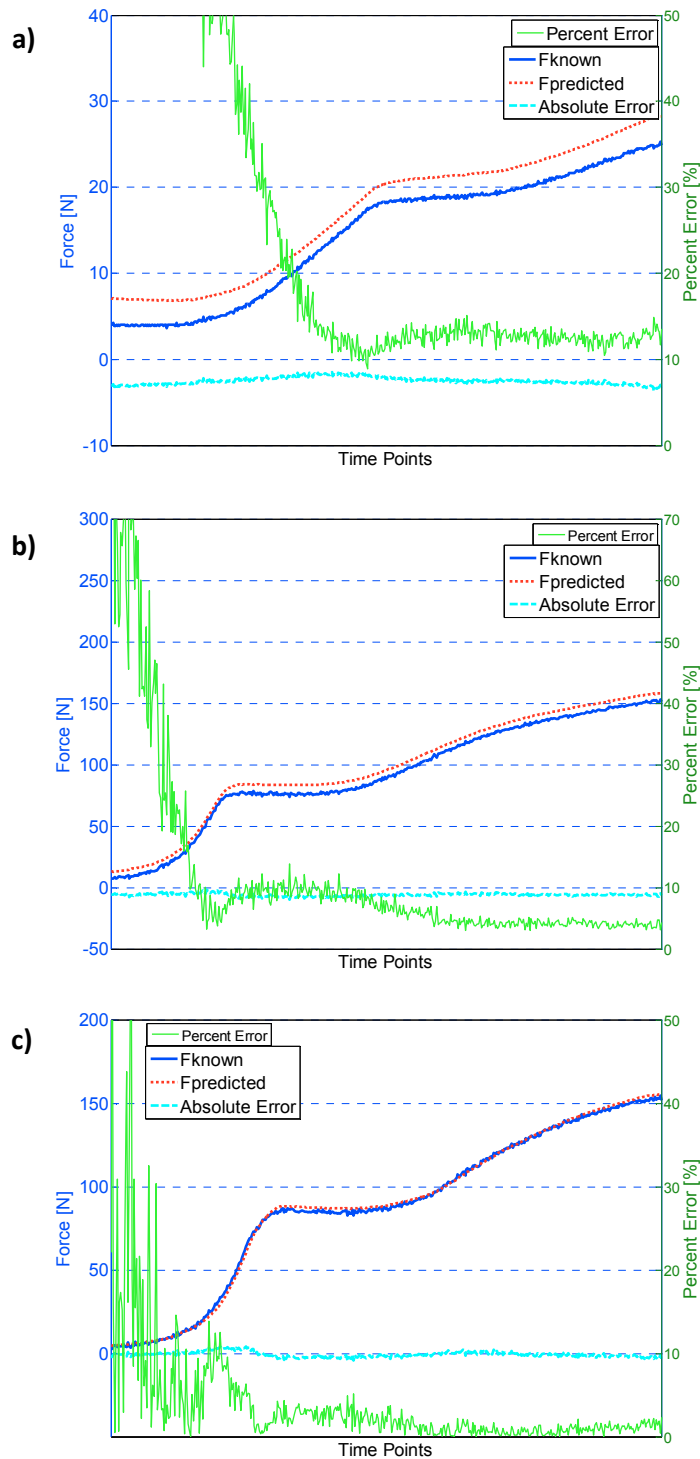 a)
Percent Error
Fknown
Fpredicted
Absolute Error
40
30
20
10
0
-10
50
40
30
20
10
0
Force [N]
Percent Error [%]
Time Points
b)
Percent Error
Fknown
Fpredicted
Absolute Error
300
250
200
150
100
50
0
-50
70
60
50
40
30
20
10
0
Force [N]
Percent Error [%]
Time Points
c)
Percent Error
Fknown
Fpredicted
Absolute Error
200
150
100
50
0
50
40
30
20
10
0
Force [N]
Percent Error [%]
Time Points